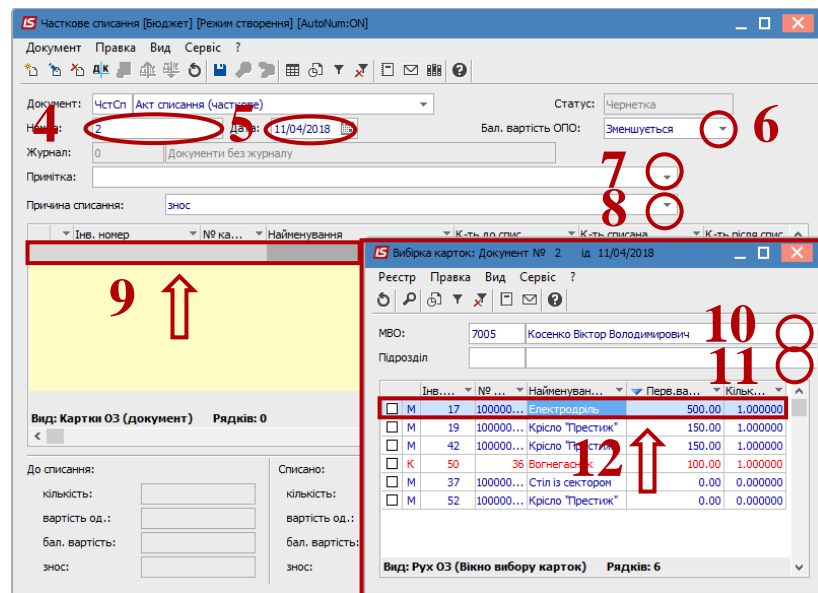 Часткове списання [Бюджет] [Режим створення] [AutoNum:ON]
Документ Правка Вид Сервіс ?
Документ: ЧстСп Акт списання (часткове) Статус: Чернетка
4 2 5 Дата: 11/04/2018 Бал. вартість ОПО: Зменшується 6
Журнал: 0 Документи без журналу
7
Примітка:
Причина списання: знос 8
Інв. номер № ка... Найменування К-ть до спис. К-ть списана К-ть після спис
9
Вид: Картки ОЗ (документ) Рядків: 0
До списання: Списано:
кількість: кількість:
вартість од.: вартість од.:
бал. вартість: бал. вартість:
знос: знос:
Вибірка карток: Документ № 2 ід 11/04/2018
Реєстр Правка Вид Сервіс ?
МВО: 7005 Косенко Віктор Володимирович 10
Підрозділ 11
Інв.... № ... Найменуван... Перв.ва... Кільк...
М 17 100000... Електродріль 500.00 1.000000
М 19 100000... Крісло "Престиж" 150.00 1.000000
М 42 100000... Крісло "Престиж" 150.00 1.000000
К 50 36 Вогнегасник 100.00 1.000000
М 37 100000... Стіл із сектором 0.00 0.000000
М 52 100000... Крісло "Престиж" 0.00 0.000000
12
Вид: Рух ОЗ (Вікно вибору карток) Рядків: 6